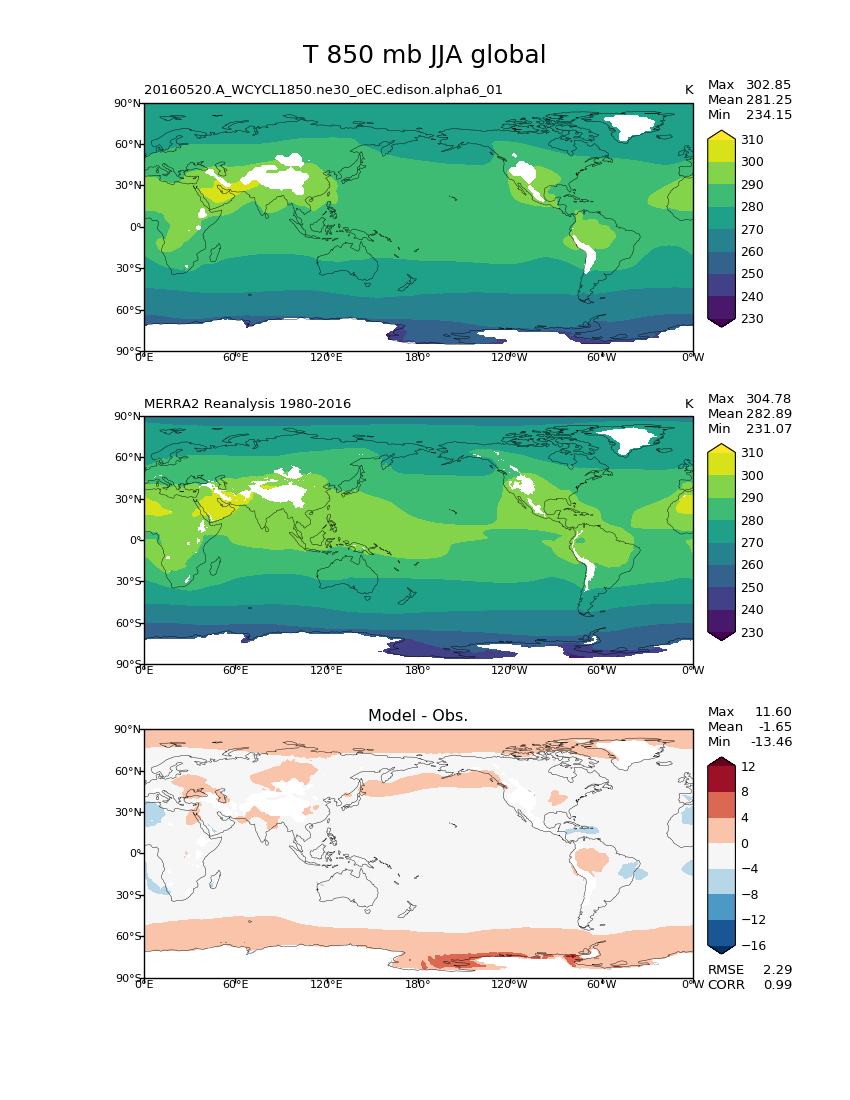 T 850 mb JJA global
20160520.A_WCYCL1850.ne30_oEC.edison.alpha6_01 K
Max 302.85
Mean 281.25
Min 234.15
90°N
60°N
30°N
0°
30°S
60°S
90°S
0°E 60°E 120°E 180° 120°W 60°W 0°W
310
300
290
280
270
260
250
240
230
MERRA2 Reanalysis 1980-2016 K
Max 304.78
Mean 282.89
Min 231.07
90°N
60°N
30°N
0°
30°S
60°S
90°S
0°E 60°E 120°E 180° 120°W 60°W 0°W
310
300
290
280
270
260
250
240
230
Model - Obs.
Max 11.60
Mean -1.65
Min -13.46
90°N
60°N
30°N
0°
30°S
60°S
90°S
0°E 60°E 120°E 180° 120°W 60°W 0°W
12
8
4
0
−4
−8
−12
−16
RMSE 2.29
CORR 0.99